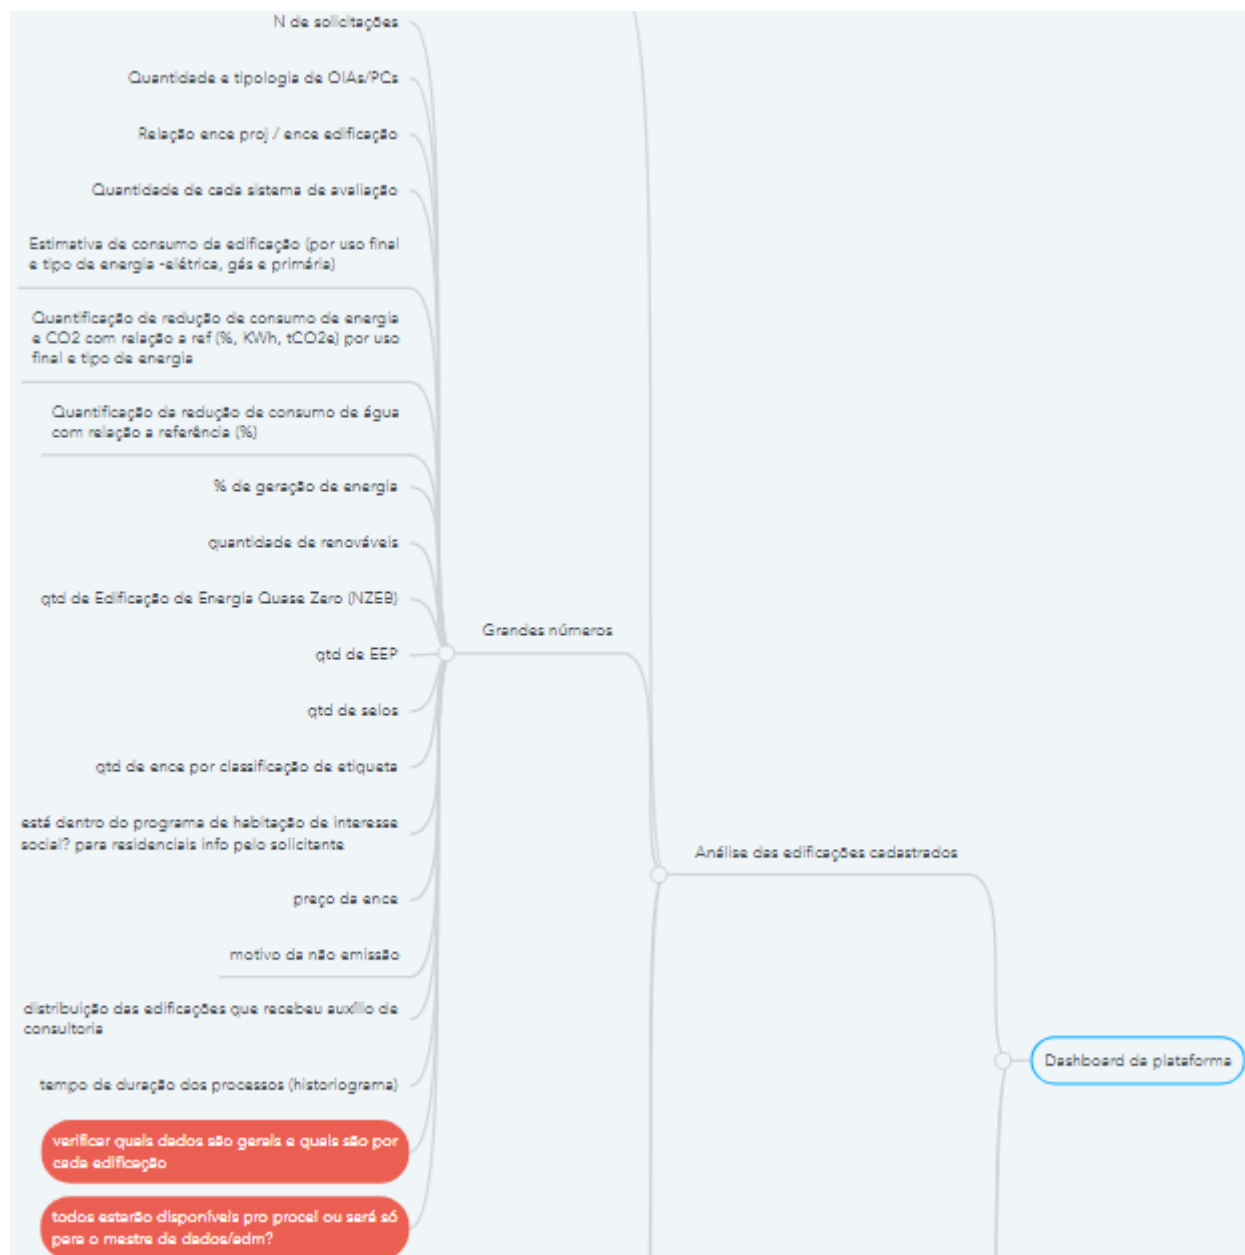 N de solicitações
Quantidade e tipologia de OIAs/PCs
Relação ence proj / ence edificação
Quantidade de cada sistema de avaliação
Estimativa de consumo da edificação (por uso final
e tipo de energia -elétrica, gás e primária)
Quantificação de redução de consumo de energia
e CO2 com relação a ref (%, KWh, tCO2e) por uso
final e tipo de energia
Quantificação da redução de consumo de água
com relação a referência (%)
% de geração de energia
quantidade de renováveis
qtd de Edificação de Energia Quase Zero (NZEB)
qtd de EEP
qtd de selos
qtd de ence por classificação de etiqueta
está dentro do programa de habitação de interesse
social? para residenciais info pelo solicitante
preço da ence
motivo da não emissão
distribuição das edificações que recebeu auxílio de
consultoria
tempo de duração dos processos (historiograma)
verificar quais dados são gerais e quais são por
cada edificação
todos estarão disponíveis pro procel ou será só
para o mestre de dados/adm?
Grandes números
Análise das edificações cadastrados
Dashboard da plataforma